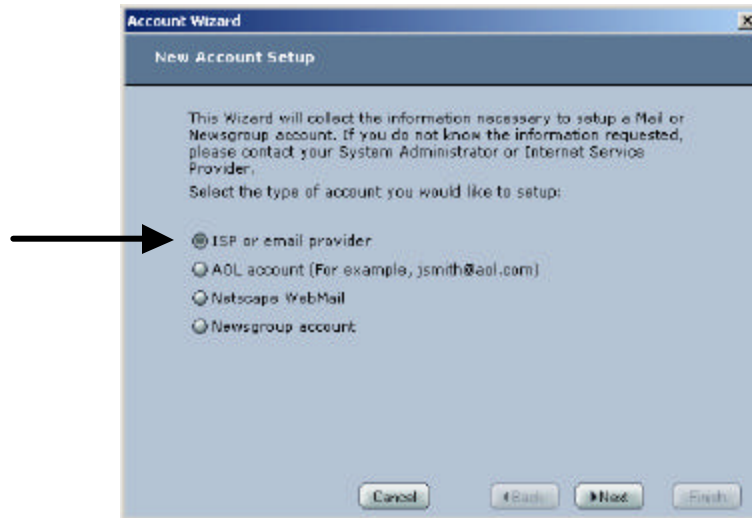 Account Wizard
New Account Setup
This Wizard will collect the information necessary to setup a Mail or
Newsgroup account. If you do not know the information requested,
please contact your System Administrator or Internet Service
Provider.
Select the type of account you would like to setup:
ISP or email provider
AOL account (For example, jsmith@aol.com)
Netscape WebMail
Newsgroup account
Cancel Back Next Finish